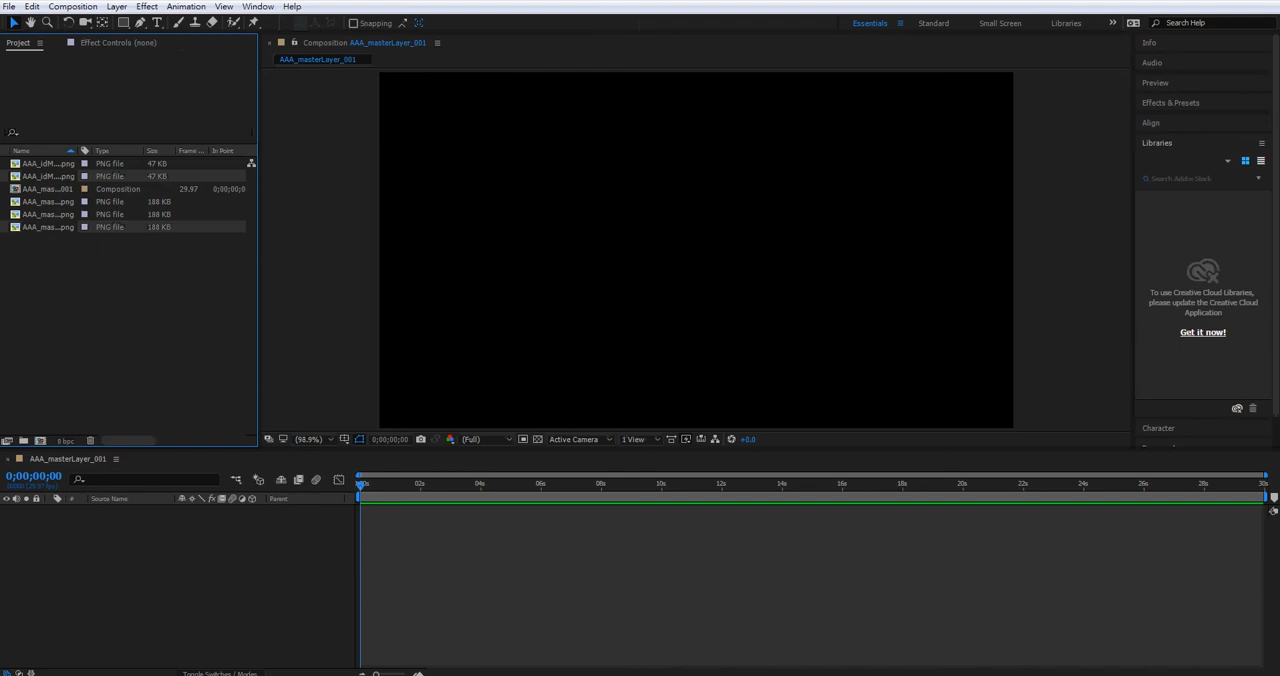 File Edit Composition Layer Effect Animation View Window Help
Snapping Essentials Standard Small Screen Libraries Search Help
Project Effect Controls (none)
Composition AAA_masterLayer_001
AAA_masterLayer_001
Info
Audio
Preview
Effects & Presets
Align
Libraries
Search Adobe Stock
Name Type Size Frame ... In Point
AAA_idM....png PNG file 47 KB
AAA_idM....png PNG file 47 KB
AAA_mas...001 Composition 29.97 0;00;00;0
AAA_mas...png PNG file 188 KB
AAA_mas...png PNG file 188 KB
AAA_mas...png PNG file 188 KB
To use Creative Cloud Libraries,
please update the Creative Cloud
Application
Get it now!
Character
8 bpc
(98.9%) 0;00;00;00 (Full) Active Camera 1 View +0.0
AAA_masterLayer_001
0;00;00;00
# Source Name Parent
02s 04s 06s 08s 10s 12s 14s 16s 18s 20s 22s 24s 26s 28s 30s
Toggle Switches / Modes